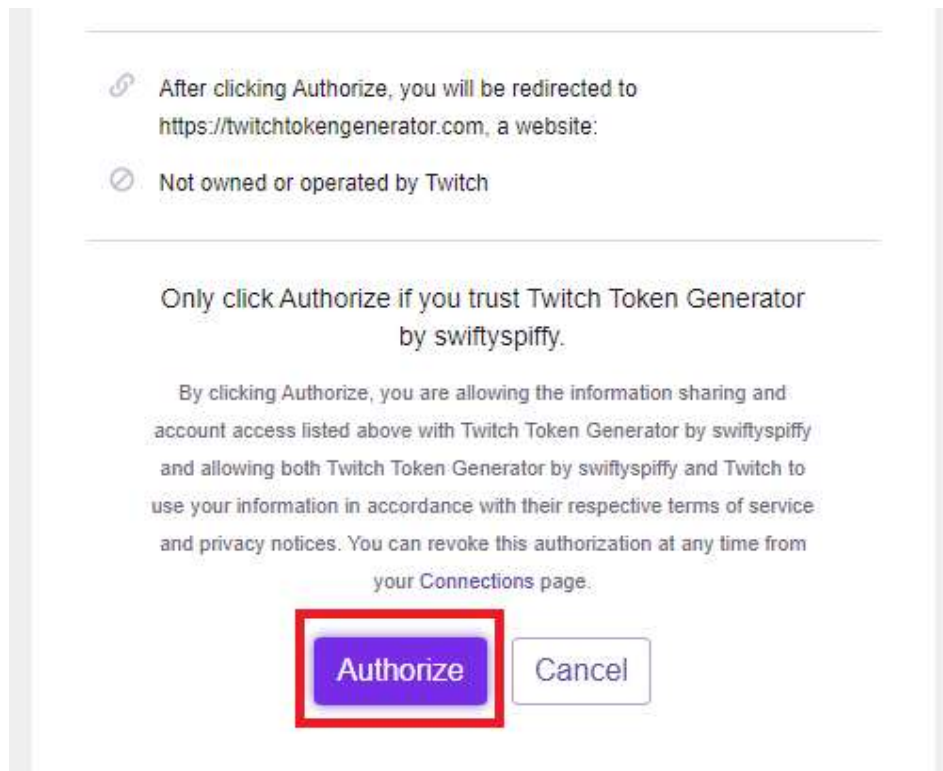 After clicking Authorize, you will be redirected to
https://twitchtokengenerator.com, a website:
Not owned or operated by Twitch
Only click Authorize if you trust Twitch Token Generator
by swiftyspiffy.
By clicking Authorize, you are allowing the information sharing and
account access listed above with Twitch Token Generator by swiftyspiffy
and allowing both Twitch Token Generator by swiftyspiffy and Twitch to
use your information in accordance with their respective terms of service
and privacy notices. You can revoke this authorization at any time from
your Connections page.
Authorize
Cancel